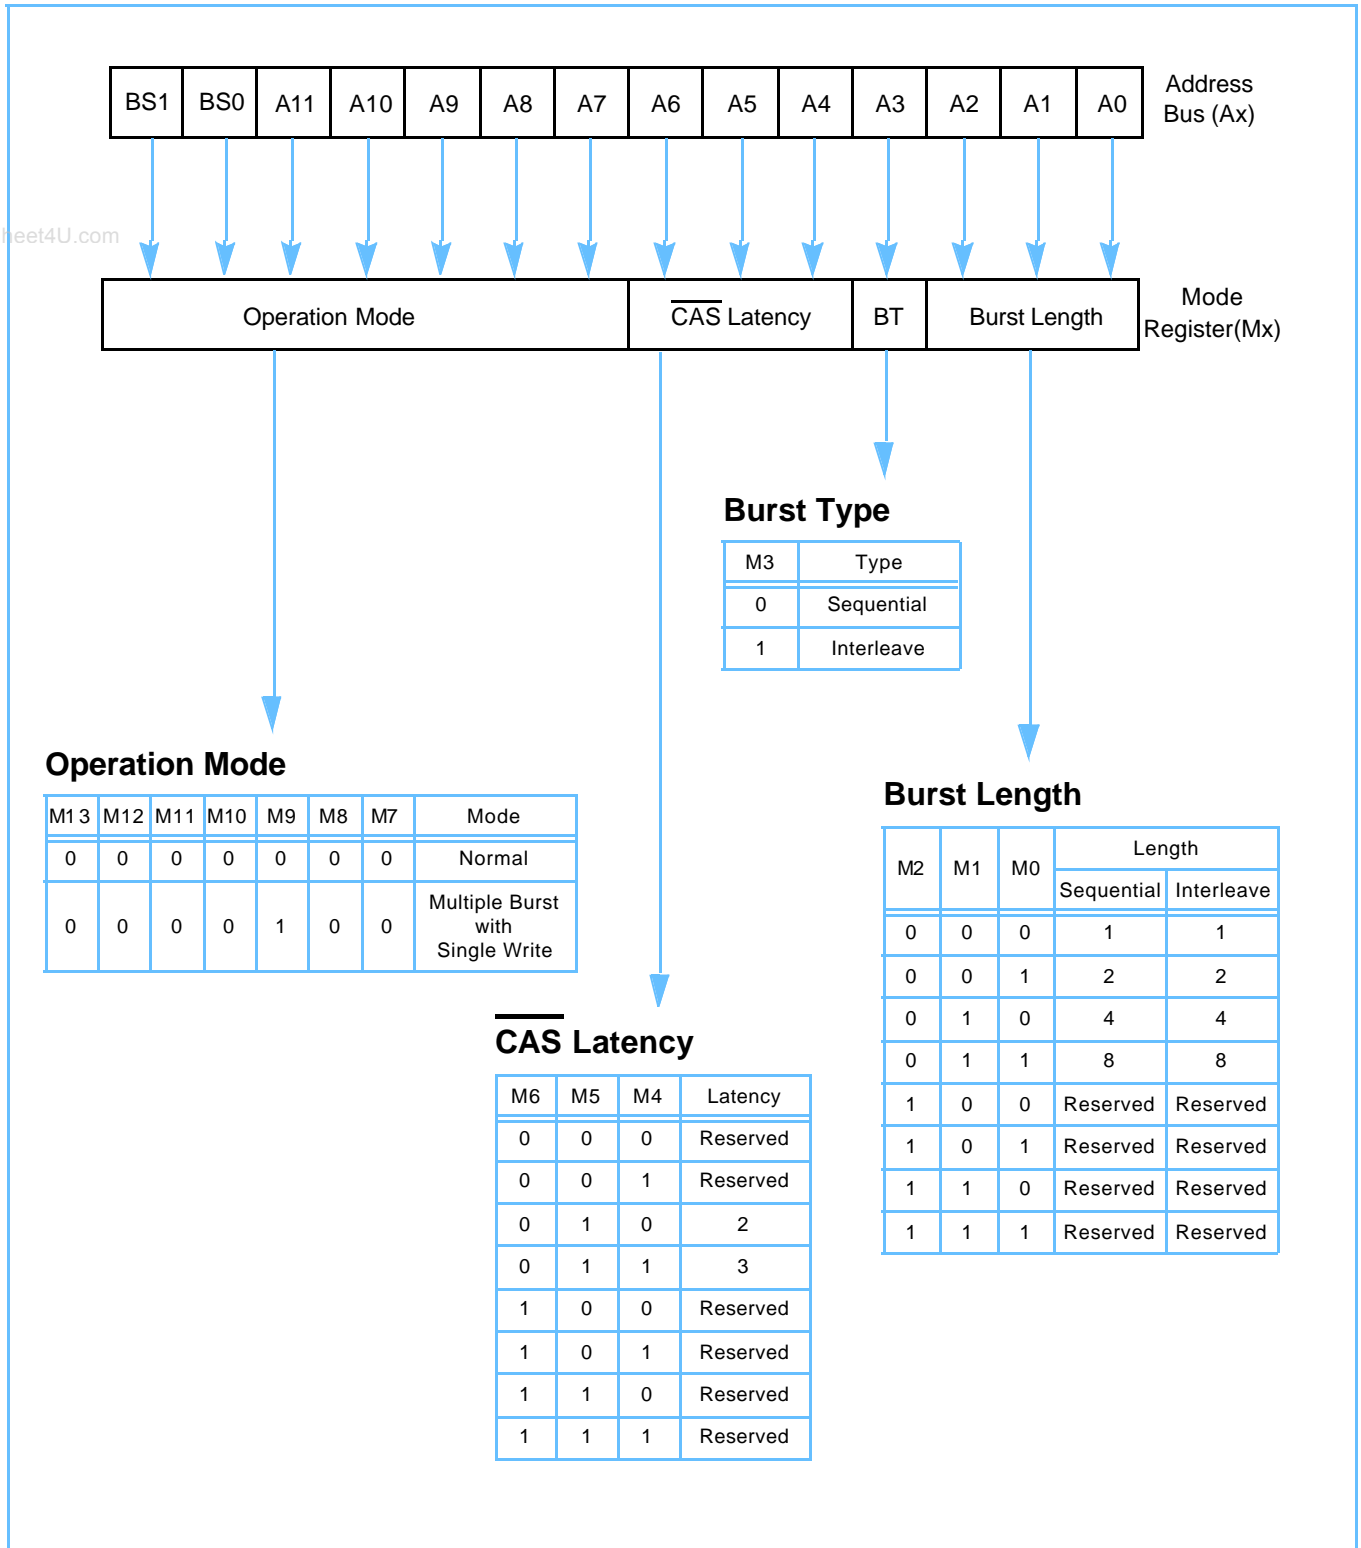 BS1 BS0 A11 A10 A9 A8 A7 A6 A5 A4 A3 A2 A1 A0
Address
Bus (Ax)
heet4U.com
Operation Mode CAS Latency BT Burst Length
Mode
Register(Mx)
Burst Type
M3 Type
0 Sequential
1 Interleave
Operation Mode
M13 M12 M11 M10 M9 M8 M7 Mode
0 0 0 0 0 0 0 Normal
0 0 0 0 1 0 0 Multiple Burst
with
Single Write
Burst Length
M2 M1 M0 Length
Sequential Interleave
0 0 0 1 1
0 0 1 2 2
0 1 0 4 4
0 1 1 8 8
1 0 0 Reserved Reserved
1 0 1 Reserved Reserved
1 1 0 Reserved Reserved
1 1 1 Reserved Reserved
CAS Latency
M6 M5 M4 Latency
0 0 0 Reserved
0 0 1 Reserved
0 1 0 2
0 1 1 3
1 0 0 Reserved
1 0 1 Reserved
1 1 0 Reserved
1 1 1 Reserved